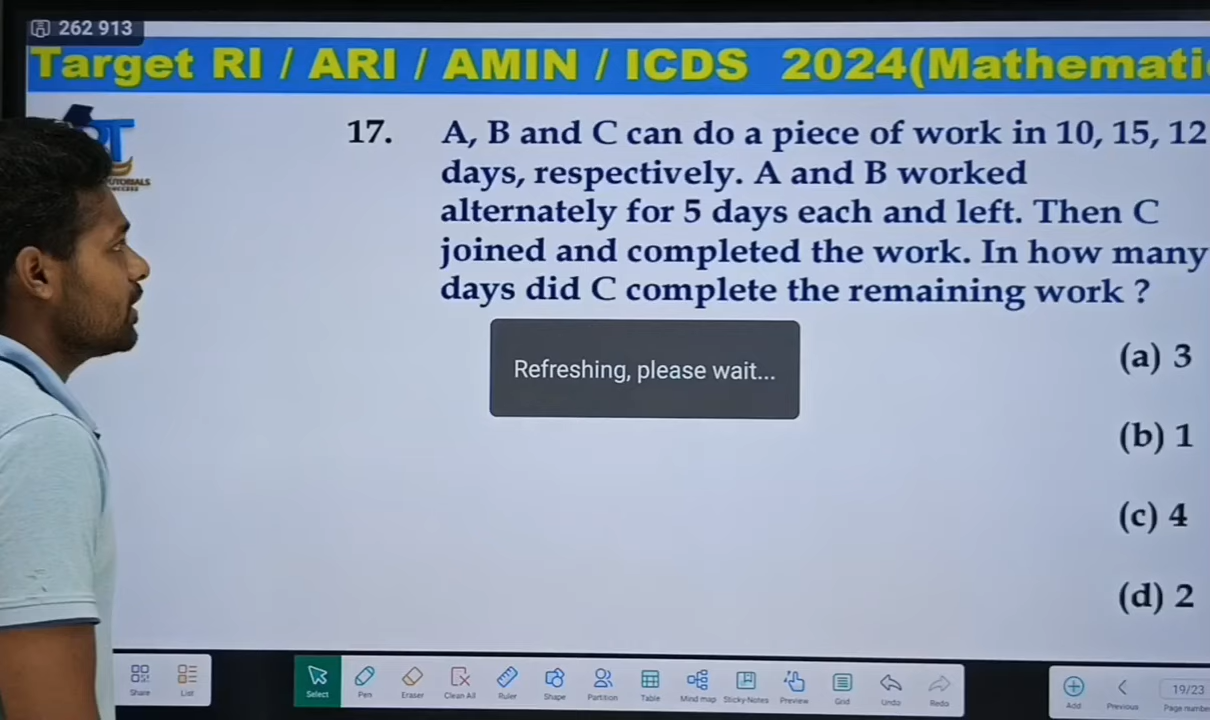 262 913
Target RI / ARI / AMIN / ICDS 2024(Mathemati
17. A, B and C can do a piece of work in 10, 15, 12
days, respectively. A and B worked
alternately for 5 days each and left. Then C
joined and completed the work. In how many
days did C complete the remaining work ?
Refreshing, please wait...
(a) 3
(b) 1
(c) 4
(d) 2
Share List Select Pen Eraser Clean All Ruler Shape Partition Table Mind map Sticky-Notes Preview Grid Undo Redo Add Previous 19/23 Page numbe